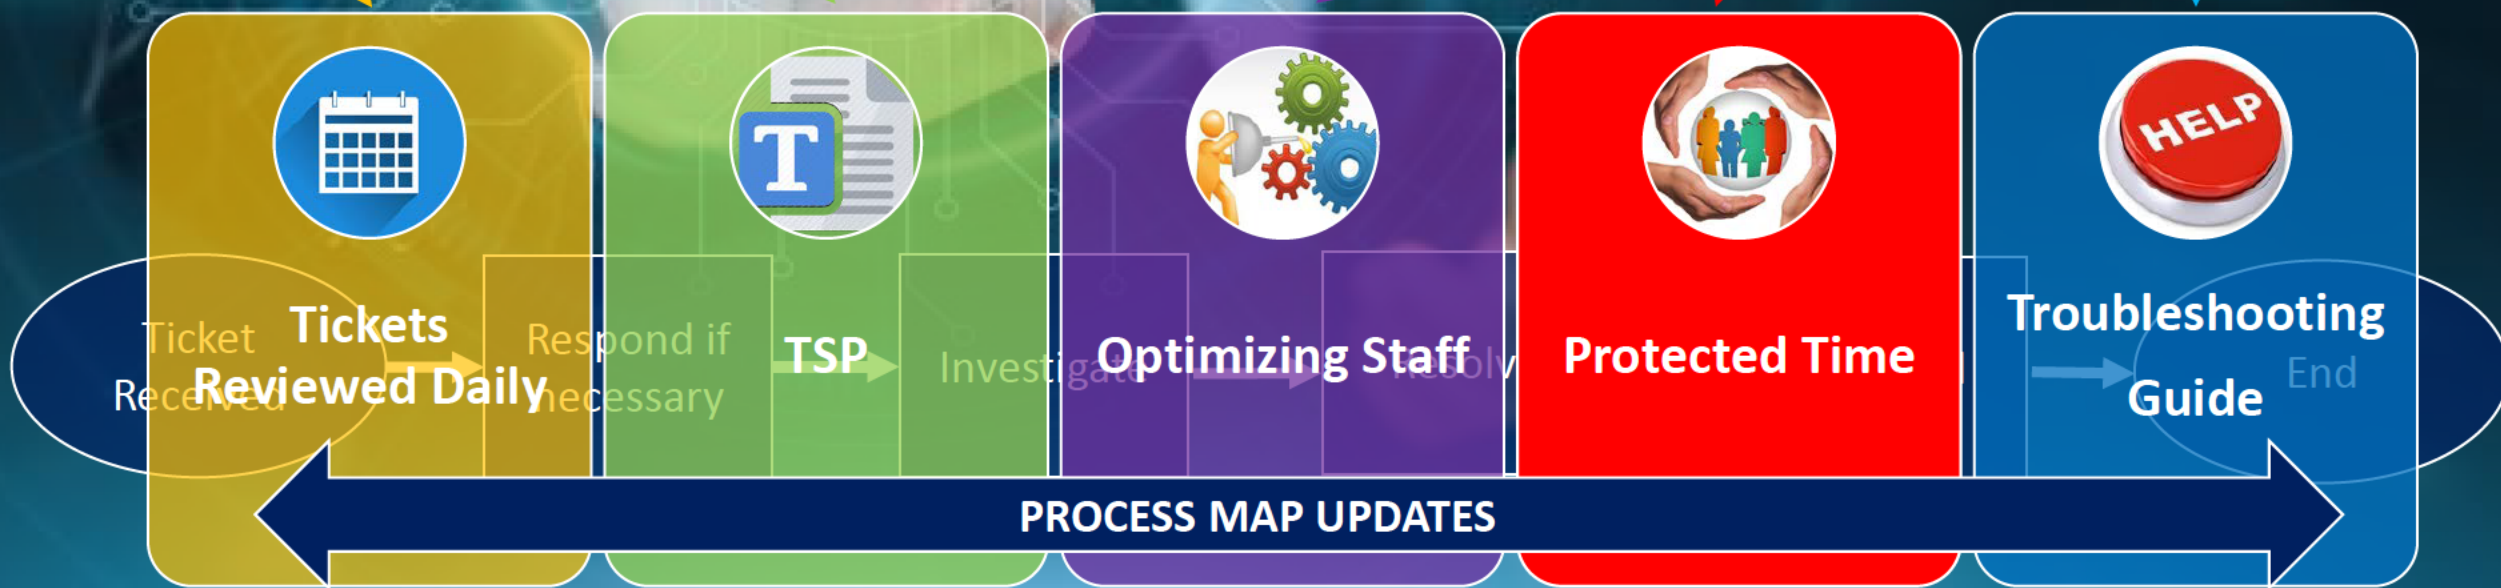 HELP
T
Ticket
Received
Tickets
Reviewed Daily
Respond if
necessary
TSP
Investigate
Optimizing Staff
Protected Time
Troubleshooting
Guide
End
PROCESS MAP UPDATES